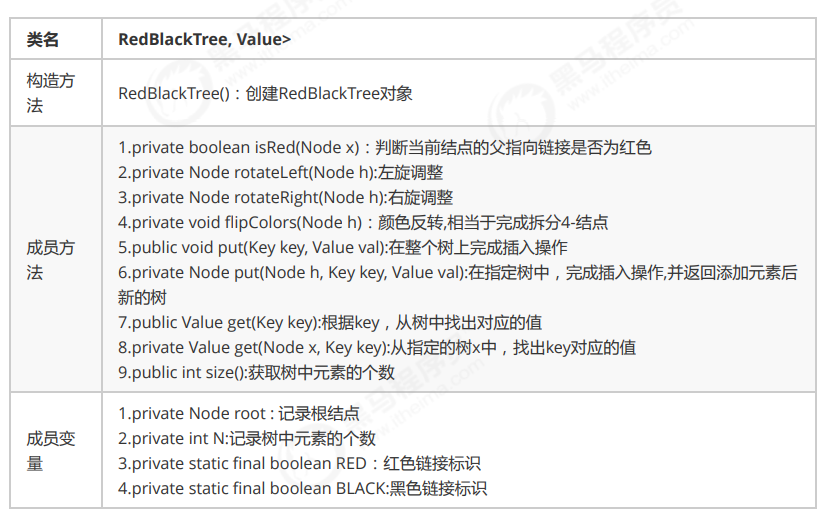 类名 RedBlackTree, Value>
构造方
法
RedBlackTree()：创建RedBlackTree对象
成员方
法
1.private boolean isRed(Node x)：判断当前结点的父指向链接是否为红色
2.private Node rotateLeft(Node h):左旋调整
3.private Node rotateRight(Node h):右旋调整
4.private void flipColors(Node h)：颜色反转,相当于完成拆分4-结点
5.public void put(Key key, Value val):在整个树上完成插入操作
6.private Node put(Node h, Key key, Value val):在指定树中，完成插入操作,并返回添加元素后
新的树
7.public Value get(Key key):根据key，从树中找出对应的值
8.private Value get(Node x, Key key):从指定的树x中，找出key对应的值
9.public int size():获取树中元素的个数
成员变
量
1.private Node root : 记录根结点
2.private int N:记录树中元素的个数
3.private static final boolean RED：红色链接标识
4.private static final boolean BLACK:黑色链接标识
黑马程序员
www.itheima.com